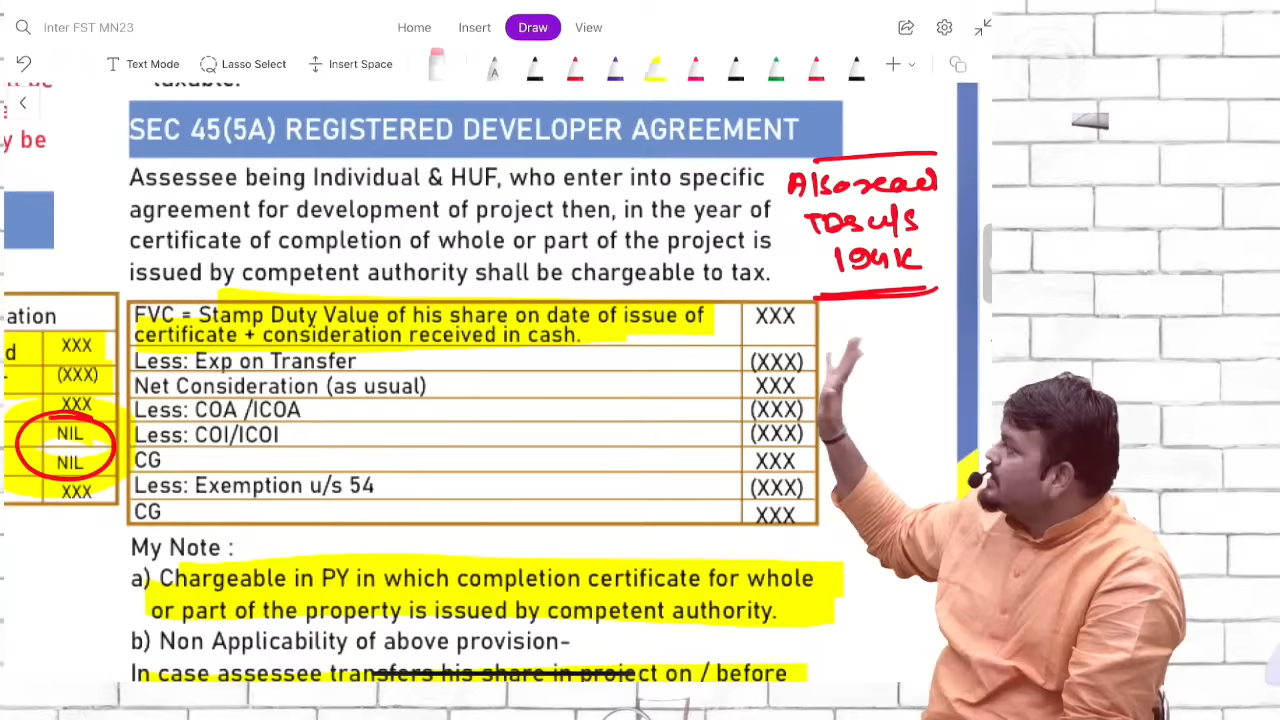 Inter FST MN23
Home
Insert
Draw
View
Text Mode
Lasso Select
Insert Space
taxable.
y be
SEC 45(5A) REGISTERED DEVELOPER AGREEMENT
Assessee being Individual & HUF, who enter into specific
agreement for development of project then, in the year of
certificate of completion of whole or part of the project is
issued by competent authority shall be chargeable to tax.
Also read
TDS u/s
194K
ation
d XXX
(XXX)
XXX
NIL
NIL
XXX
FVC = Stamp Duty Value of his share on date of issue of
certificate + consideration received in cash. XXX
Less: Exp on Transfer (XXX)
Net Consideration (as usual) XXX
Less: COA /ICOA (XXX)
Less: COI/ICOI (XXX)
CG XXX
Less: Exemption u/s 54 (XXX)
CG XXX
My Note :
a) Chargeable in PY in which completion certificate for whole
or part of the property is issued by competent authority.
b) Non Applicability of above provision-
In case assessee transfers his share in project on / before